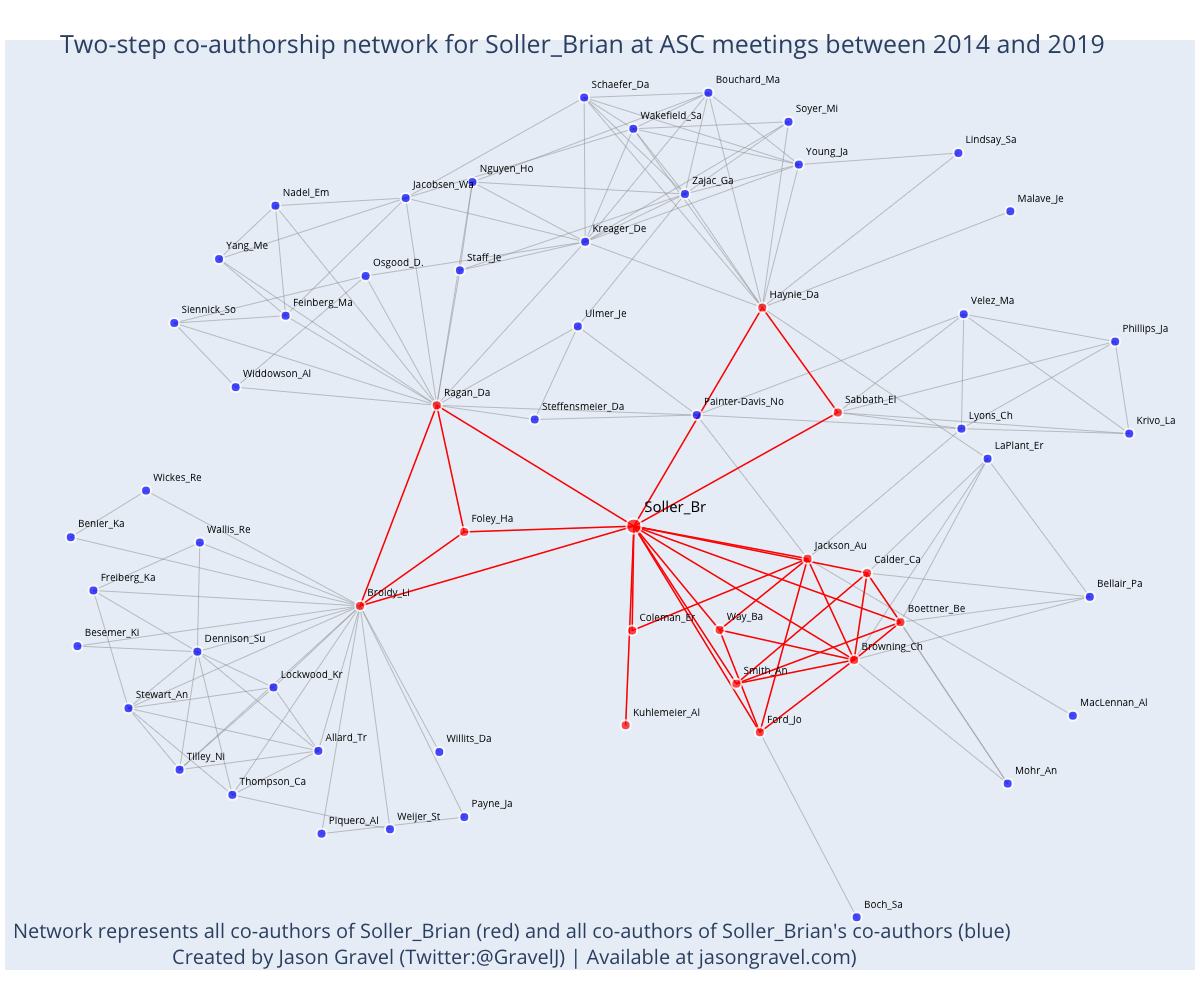 Two-step co-authorship network for Soller_Brian at ASC meetings between 2014 and 2019
Schaefer_Da
Bouchard_Ma
Wakefield_Sa
Soyer_Mi
Lindsay_Sa
Young_Ja
Nguyen_Ho
Zajac_Ga
Jacobsen_Wa
Nadel_Em
Malave_Je
Kreager_De
Yang_Me
Osgood_D.
Staff_Je
Haynie_Da
Feinberg_Ma
Siennick_So
Ulmer_Je
Velez_Ma
Phillips_Ja
Widdowson_Al
Ragan_Da
Steffensmeier_Da
Painter-Davis_No
Sabbath_El
Lyons_Ch
Krivo_La
LaPlant_Er
Wickes_Re
Soller_Br
Benier_Ka
Wallis_Re
Foley_Ha
Jackson_Au
Calder_Ca
Freiberg_Ka
Broidy_Li
Bellair_Pa
Boettner_Be
Coleman_Er
Way_Ba
Besemer_Ki
Dennison_Su
Browning_Ch
Lockwood_Kr
Smith_An
Stewart_An
MacLennan_Al
Kuhlemeier_Al
Ford_Jo
Allard_Tr
Willits_Da
Tilley_Ni
Mohr_An
Thompson_Ca
Payne_Ja
Piquero_Al
Weijer_St
Boch_Sa
Network represents all co-authors of Soller_Brian (red) and all co-authors of Soller_Brian's co-authors (blue)
Created by Jason Gravel (Twitter:@GravelJ) | Available at jasongravel.com)